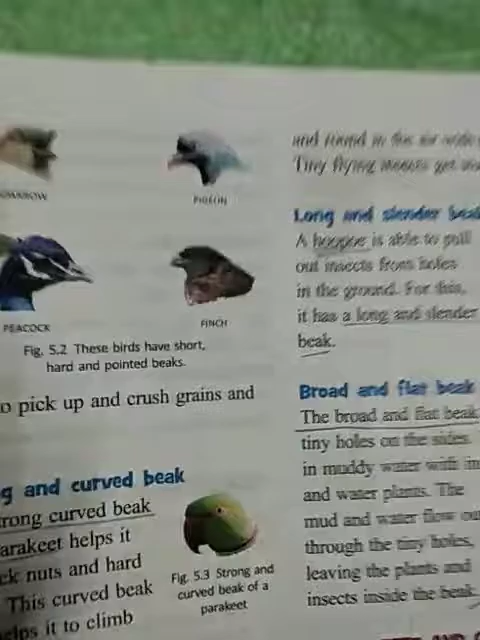 PIGEON
PEACOCK
FINCH
Fig. 5.2 These birds have short,
hard and pointed beaks.
o pick up and crush grains and
g and curved beak
rong curved beak
arakeet helps it
ck nuts and hard
This curved beak
elps it to climb
Fig. 5.3 Strong and
curved beak of a
parakeet
and round in the air
Tiny flying insects get
Long and slender beak
A hoopoe is able to pull
out insects from holes
in the ground. For this,
it has a long and slender
beak.
Broad and flat beak
The broad and flat beak
tiny holes on the sides.
in muddy water with
and water plants. The
mud and water flow ou
through the tiny holes,
leaving the plants and
insects inside the beak.